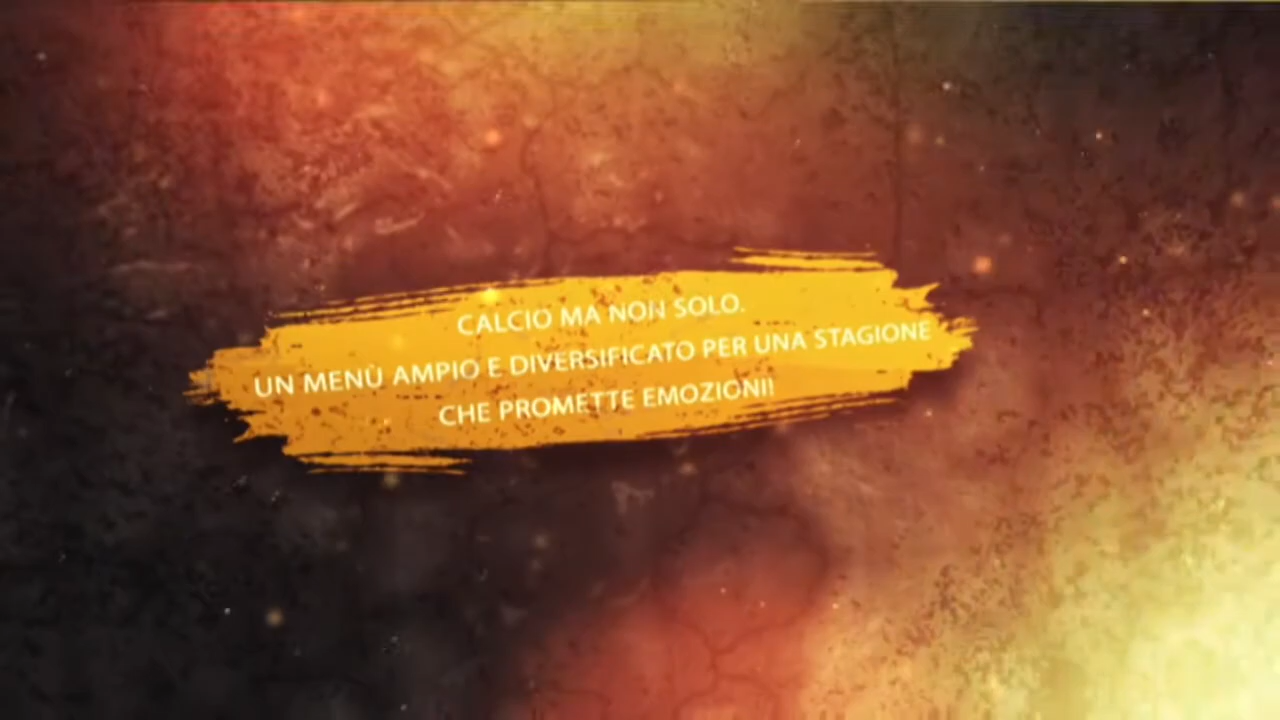 CALCIO MA NON SOLO.
UN MENÙ AMPIO E DIVERSIFICATO PER UNA STAGIONE
CHE PROMETTE EMOZIONI!